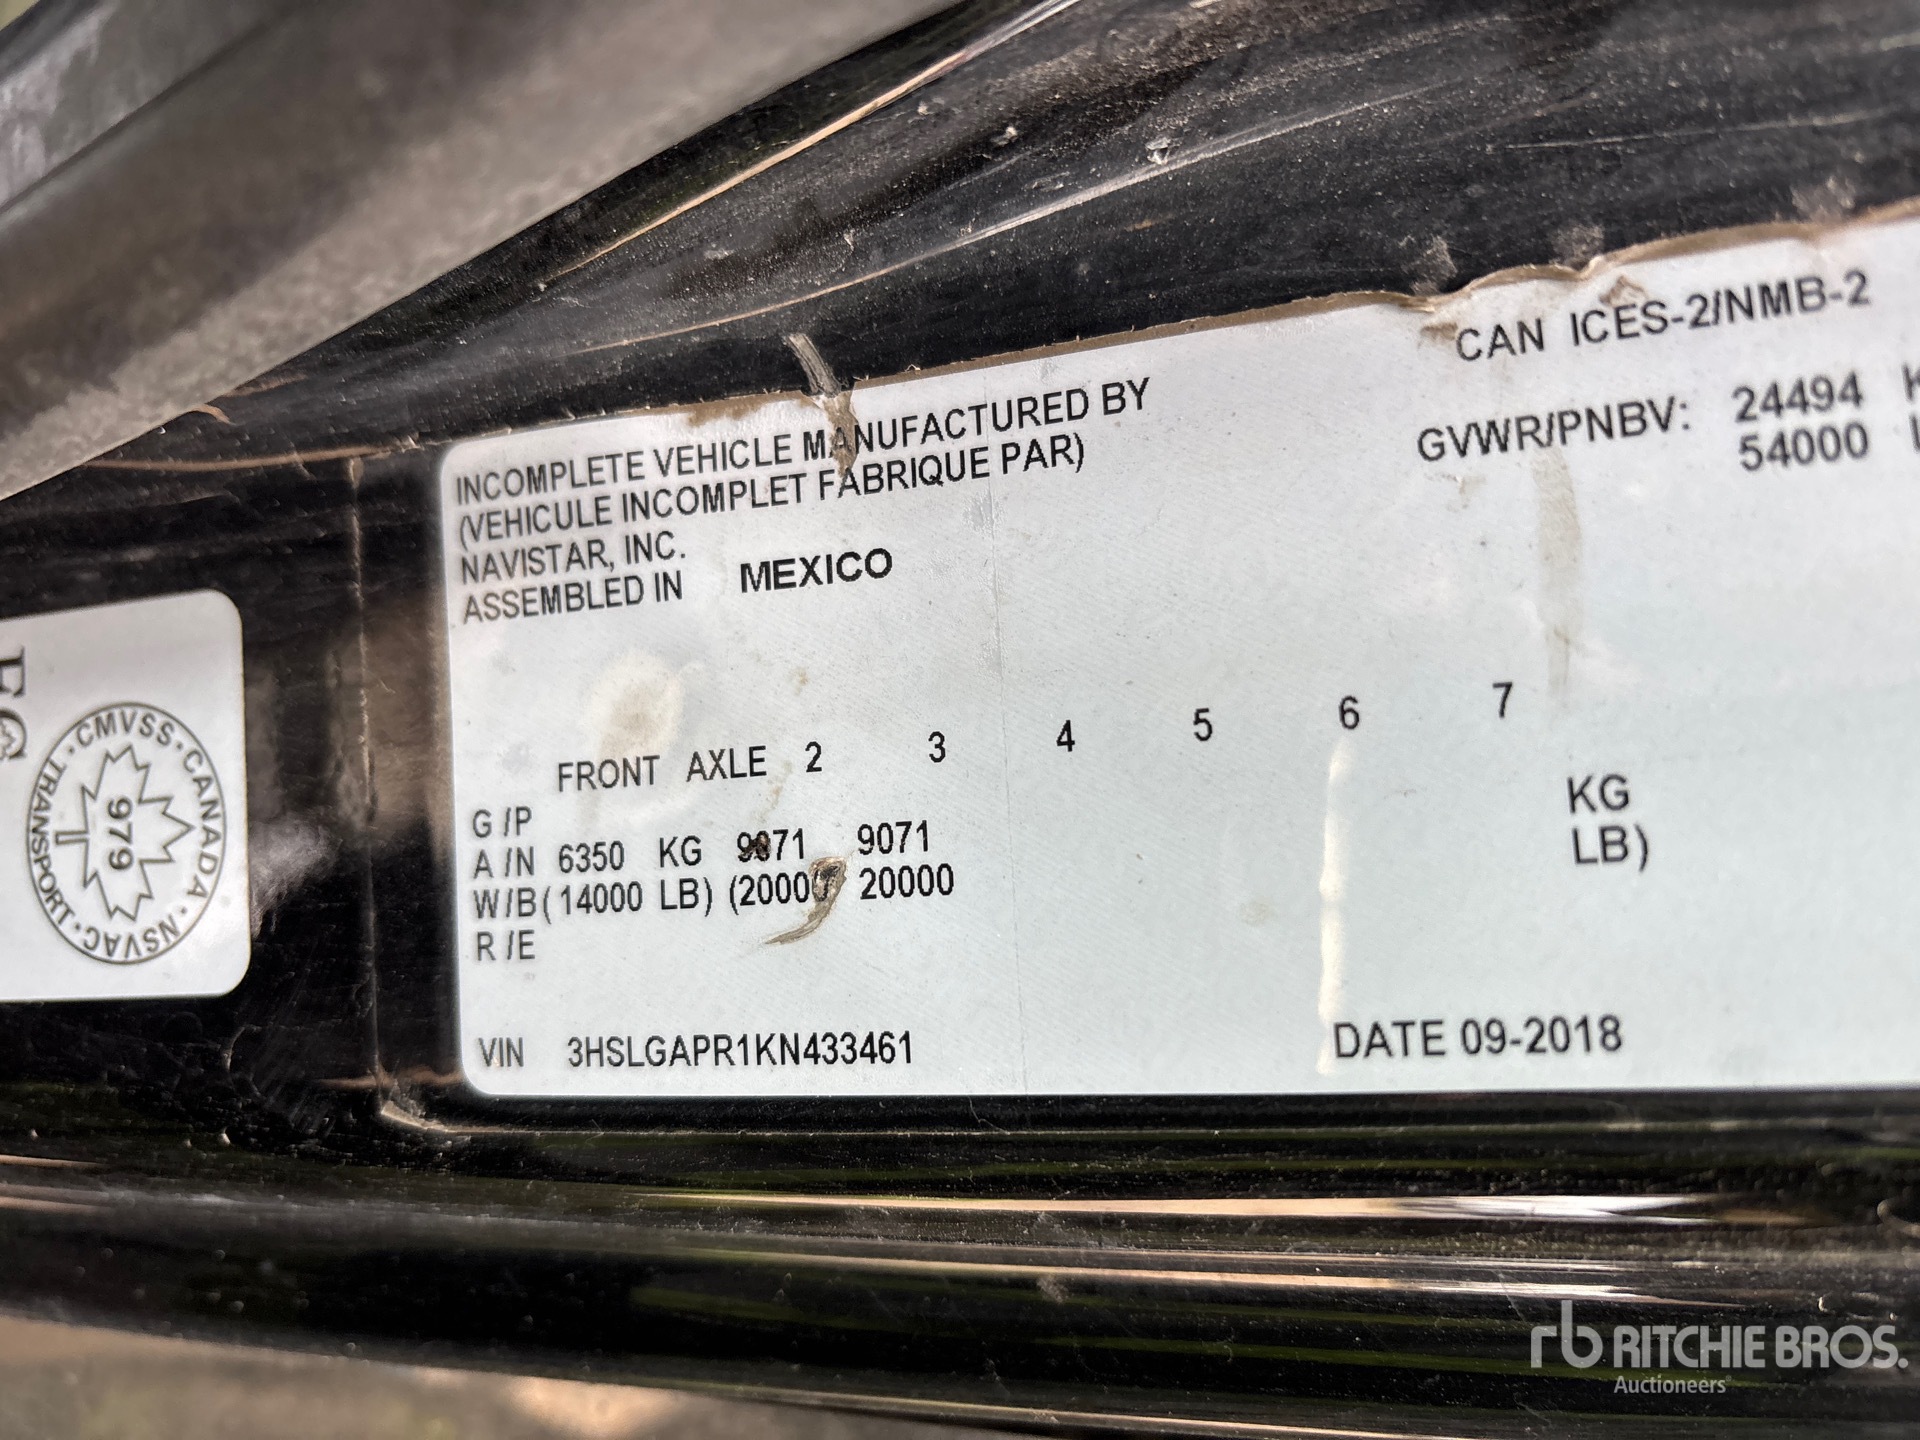 CAN ICES-2/NMB-2
INCOMPLETE VEHICLE MANUFACTURED BY
(VEHICULE INCOMPLET FABRIQUE PAR)
NAVISTAR, INC.
ASSEMBLED IN MEXICO
GVWR/PNBV: 24494
54000
FRONT AXLE 2 3 4 5 6 7
G/P
A/N 6350 KG 9071 9071 KG
W/B (14000 LB) (20000 20000 LB)
R/E
VIN 3HSLGAPR1KN433461 DATE 09-2018
CMVSS · CANADA · NSVAC · TRANSPORT ·
979
rb RITCHIE BROS.
Auctioneers